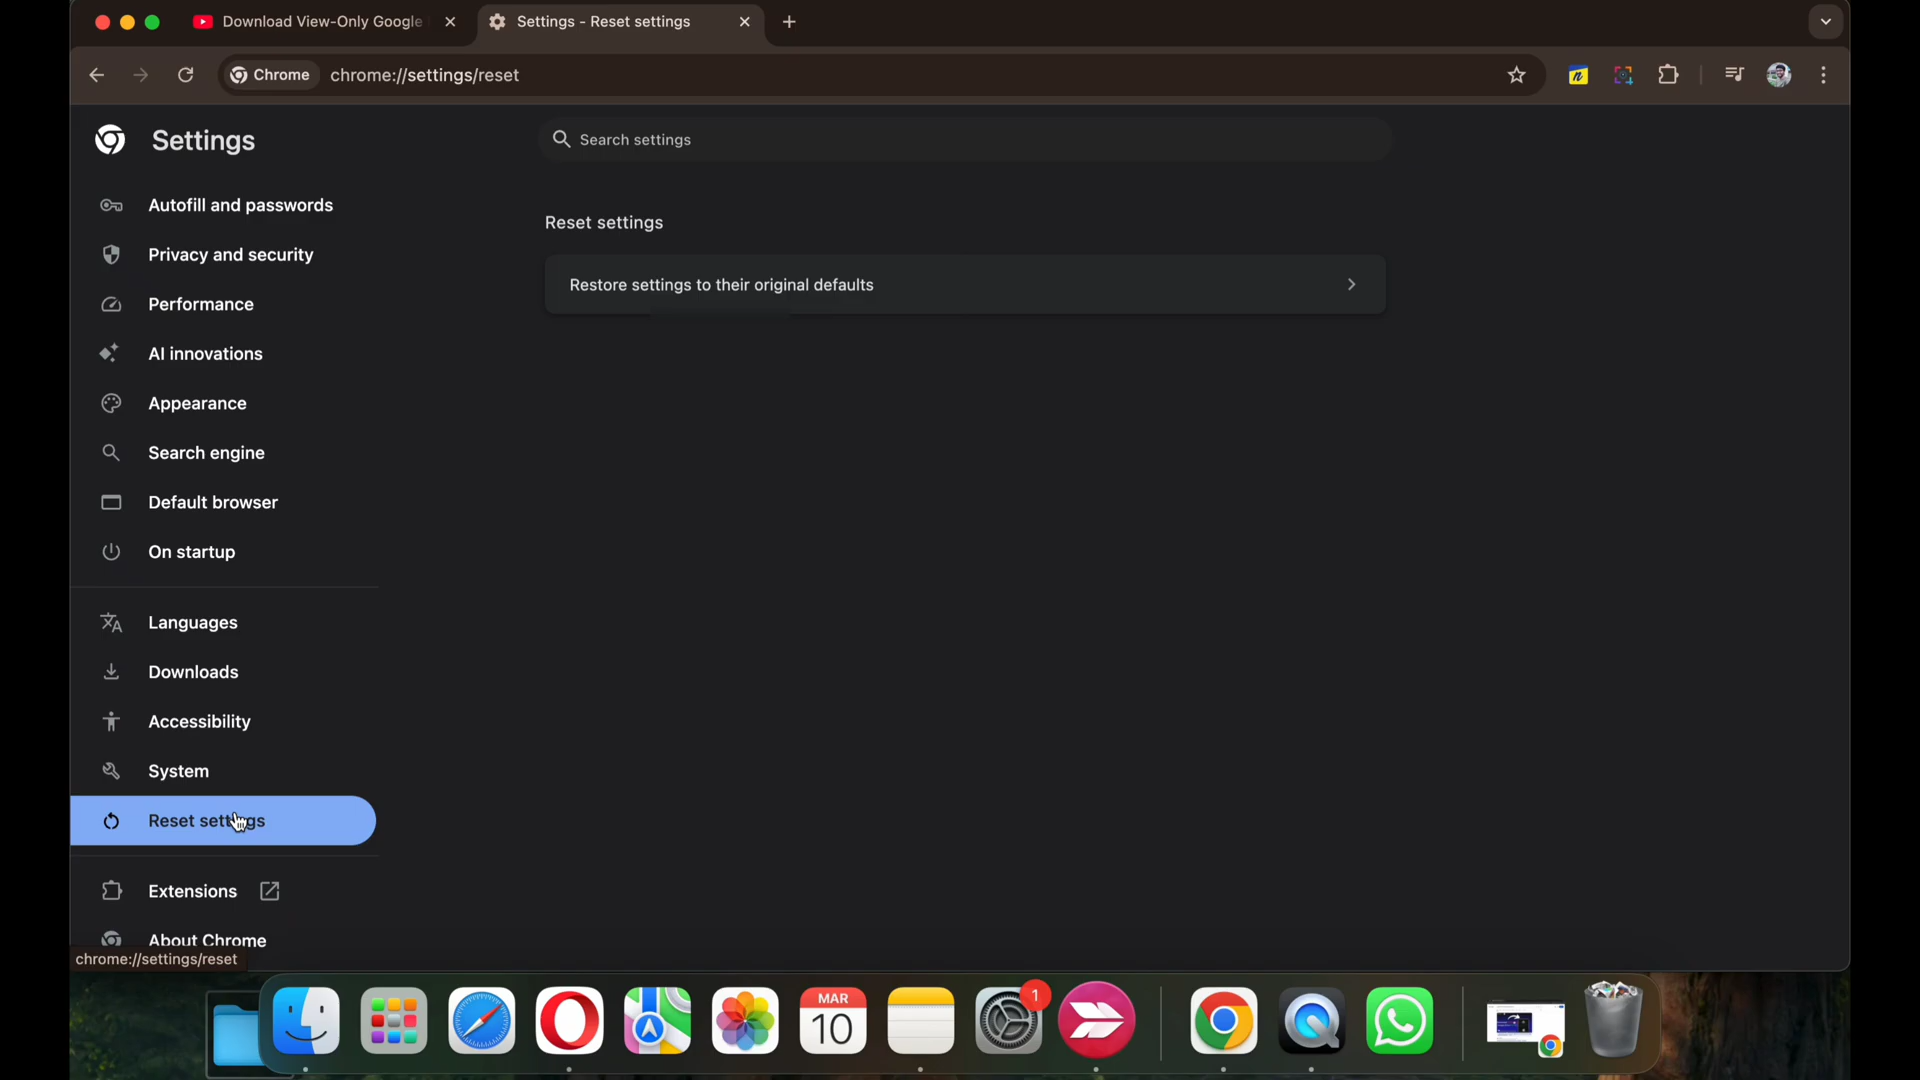 Download View-Only Google
Settings - Reset settings
Chrome
chrome://settings/reset
n
Settings
Search settings
Autofill and passwords
Privacy and security
Performance
AI innovations
Appearance
Search engine
Default browser
On startup
Languages
Downloads
Accessibility
System
Reset settings
Extensions
About Chrome
Reset settings
Restore settings to their original defaults
chrome://settings/reset
MAR
10
1